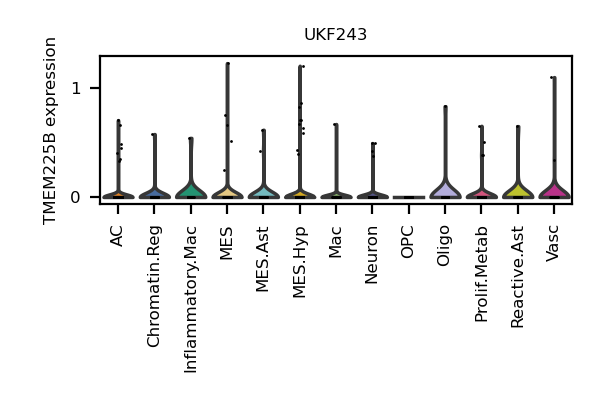 UKF243
TMEM225B expression
1
0
AC
Chromatin.Reg
Inflammatory.Mac
MES
MES.Ast
MES.Hyp
Mac
Neuron
OPC
Oligo
Prolif.Metab
Reactive.Ast
Vasc